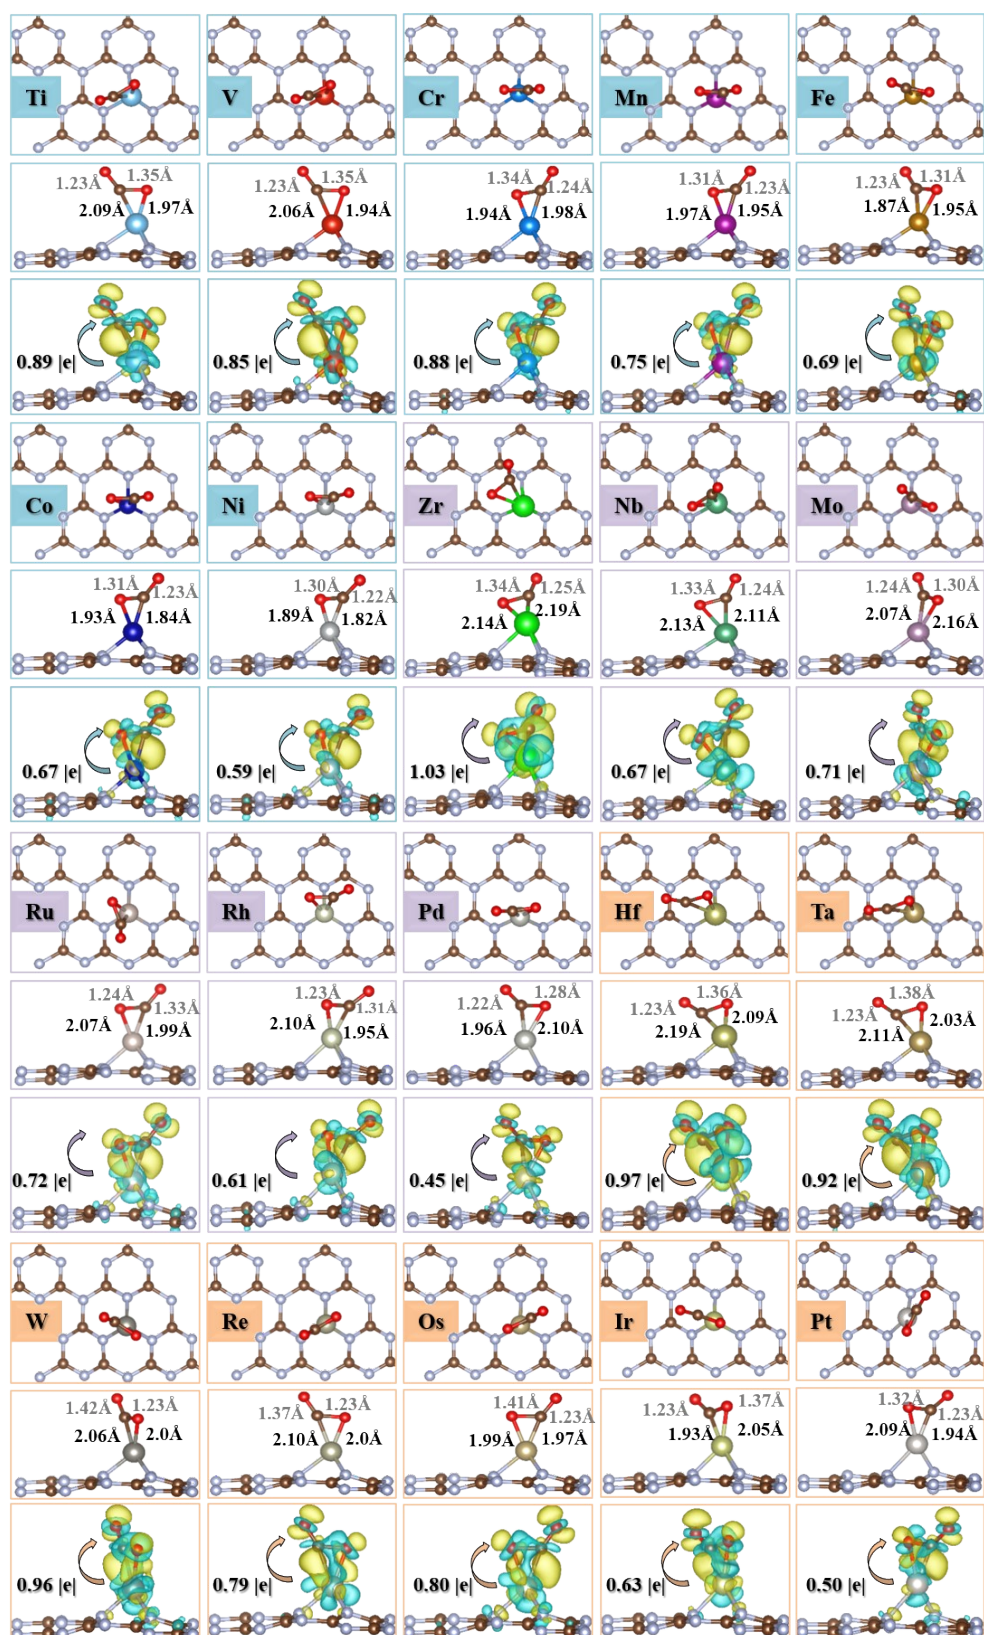 Ti V Cr Mn Fe
1.23Å 1.35Å 1.23Å 1.35Å 1.34Å 1.24Å 1.31Å 1.23Å 1.23Å 1.31Å
2.09Å 1.97Å 2.06Å 1.94Å 1.94Å 1.98Å 1.97Å 1.95Å 1.87Å 1.95Å
0.89 |e| 0.85 |e| 0.88 |e| 0.75 |e| 0.69 |e|
Co Ni Zr Nb Mo
1.31Å 1.23Å 1.30Å 1.22Å 1.34Å 1.25Å 1.33Å 1.24Å 1.24Å 1.30Å
1.93Å 1.84Å 1.89Å 1.82Å 2.14Å 2.19Å 2.13Å 2.11Å 2.07Å 2.16Å
0.67 |e| 0.59 |e| 1.03 |e| 0.67 |e| 0.71 |e|
Ru Rh Pd Hf Ta
1.24Å 1.33Å 1.23Å 1.31Å 1.22Å 1.28Å 1.23Å 1.36Å 1.23Å 1.38Å
2.07Å 1.99Å 2.10Å 1.95Å 1.96Å 2.10Å 2.19Å 2.09Å 2.11Å 2.03Å
0.72 |e| 0.61 |e| 0.45 |e| 0.97 |e| 0.92 |e|
W Re Os Ir Pt
1.42Å 1.23Å 1.37Å 1.23Å 1.41Å 1.23Å 1.23Å 1.37Å 1.32Å 1.23Å
2.06Å 2.0Å 2.10Å 2.0Å 1.99Å 1.97Å 1.93Å 2.05Å 2.09Å 1.94Å
0.96 |e| 0.79 |e| 0.80 |e| 0.63 |e| 0.50 |e|